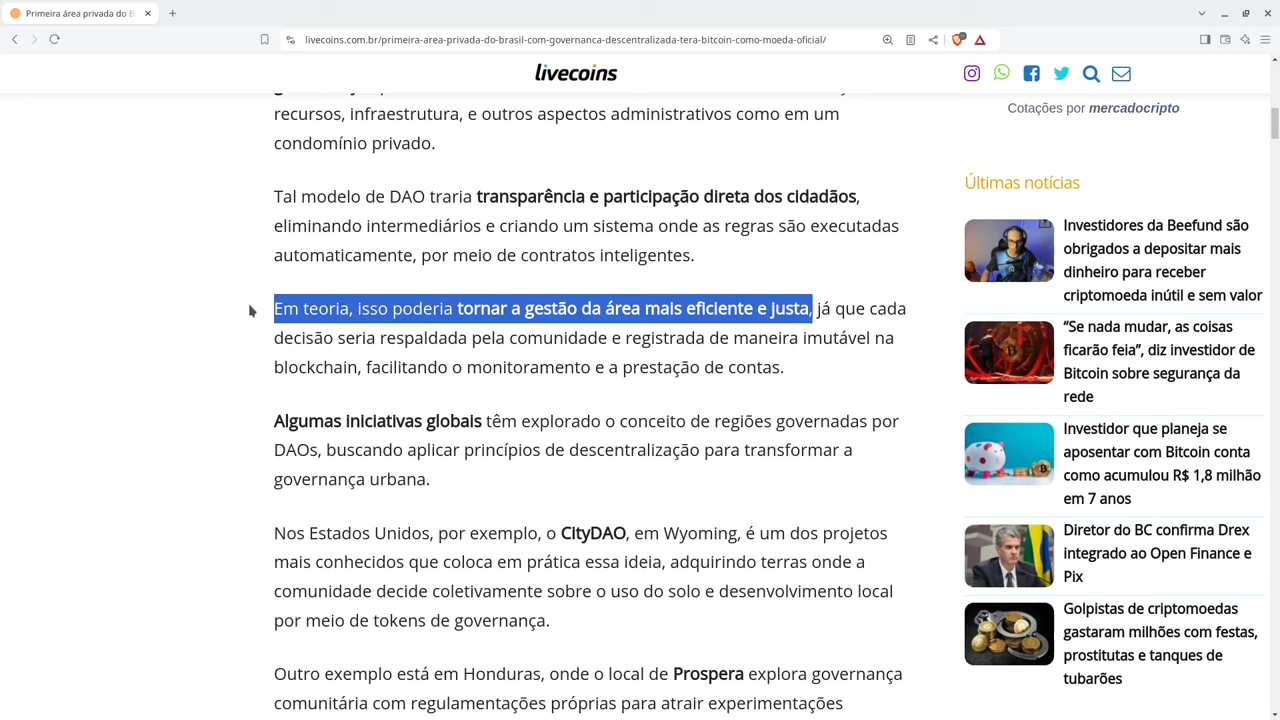 Primeira área privada do B
livecoins.com.br/primeira-area-privada-do-brasil-com-governanca-descentralizada-tera-bitcoin-como-moeda-oficial/
livecoins
recursos, infraestrutura, e outros aspectos administrativos como em um
condomínio privado.
Tal modelo de DAO traria transparência e participação direta dos cidadãos,
eliminando intermediários e criando um sistema onde as regras são executadas
automaticamente, por meio de contratos inteligentes.
Em teoria, isso poderia tornar a gestão da área mais eficiente e justa, já que cada
decisão seria respaldada pela comunidade e registrada de maneira imutável na
blockchain, facilitando o monitoramento e a prestação de contas.
Algumas iniciativas globais têm explorado o conceito de regiões governadas por
DAOs, buscando aplicar princípios de descentralização para transformar a
governança urbana.
Nos Estados Unidos, por exemplo, o CityDAO, em Wyoming, é um dos projetos
mais conhecidos que coloca em prática essa ideia, adquirindo terras onde a
comunidade decide coletivamente sobre o uso do solo e desenvolvimento local
por meio de tokens de governança.
Outro exemplo está em Honduras, onde o local de Prospera explora governança
comunitária com regulamentações próprias para atrair experimentações
Cotações por mercadocripto
Últimas notícias
Investidores da Beefund são
obrigados a depositar mais
dinheiro para receber
criptomoeda inútil e sem valor
“Se nada mudar, as coisas
ficarão feia”, diz investidor de
Bitcoin sobre segurança da
rede
Investidor que planeja se
aposentar com Bitcoin conta
como acumulou R$ 1,8 milhão
em 7 anos
Diretor do BC confirma Drex
integrado ao Open Finance e
Pix
Golpistas de criptomoedas
gastaram milhões com festas,
prostitutas e tanques de
tubarões